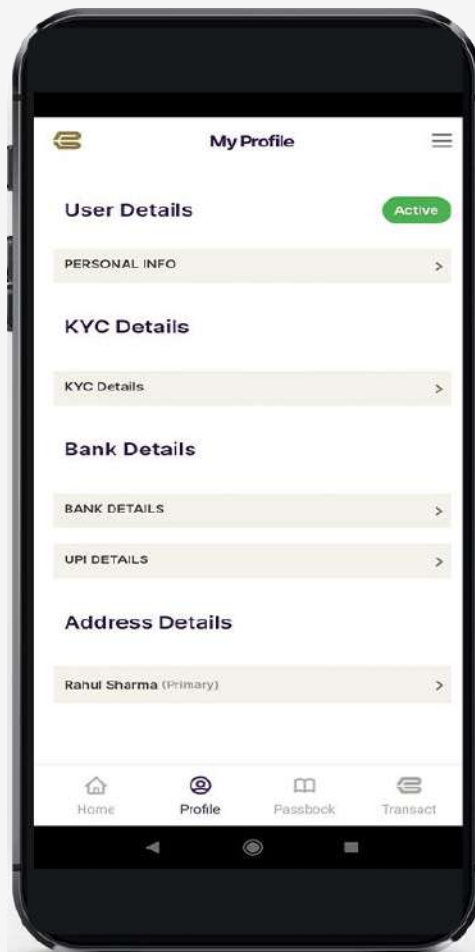 My Profile
User Details
Active
PERSONAL INFO
KYC Details
KYC Details
Bank Details
BANK DETAILS
UPI DETAILS
Address Details
Rahul Sharma (Primary)
Home Profile Passbook Transact